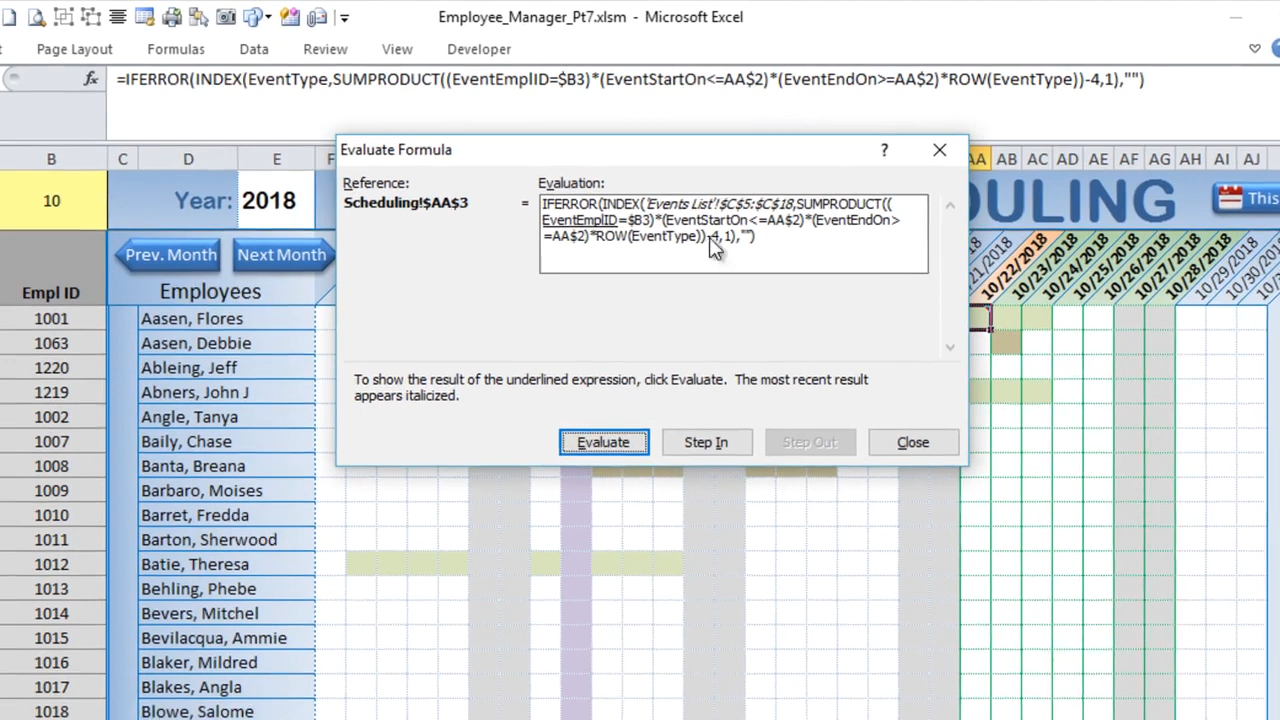 Employee_Manager_Pt7.xlsm - Microsoft Excel
Page Layout Formulas Data Review View Developer
fx =IFERROR(INDEX(EventType,SUMPRODUCT((EventEmplID=$B3)*(EventStartOn<=AA$2)*(EventEndOn>=AA$2)*ROW(EventType))-4,1),"")
B C D E F AA AB AC AD AE AF AG AH AI AJ
10 Year: 2018 DULING This
Prev. Month Next Month
Empl ID Employees
10/22/2018 10/23/2018 10/24/2018 10/25/2018 10/26/2018 10/27/2018 10/28/2018 10/29/2018
Evaluate Formula
Reference: Evaluation:
Scheduling!$AA$3 = IFERROR(INDEX('Events List'!$C$5:$C$18,SUMPRODUCT((
EventEmplID=$B3)*(EventStartOn<=AA$2)*(EventEndOn>
=AA$2)*ROW(EventType))-4,1),"")
To show the result of the underlined expression, click Evaluate. The most recent result
appears italicized.
Evaluate Step In Step Out Close
1001 Aasen, Flores
1063 Aasen, Debbie
1220 Ableing, Jeff
1219 Abners, John J
1002 Angle, Tanya
1007 Baily, Chase
1008 Banta, Breana
1009 Barbaro, Moises
1010 Barret, Fredda
1011 Barton, Sherwood
1012 Batie, Theresa
1013 Behling, Phebe
1014 Bevers, Mitchel
1015 Bevilacqua, Ammie
1016 Blaker, Mildred
1017 Blakes, Angla
1018 Blowe, Salome